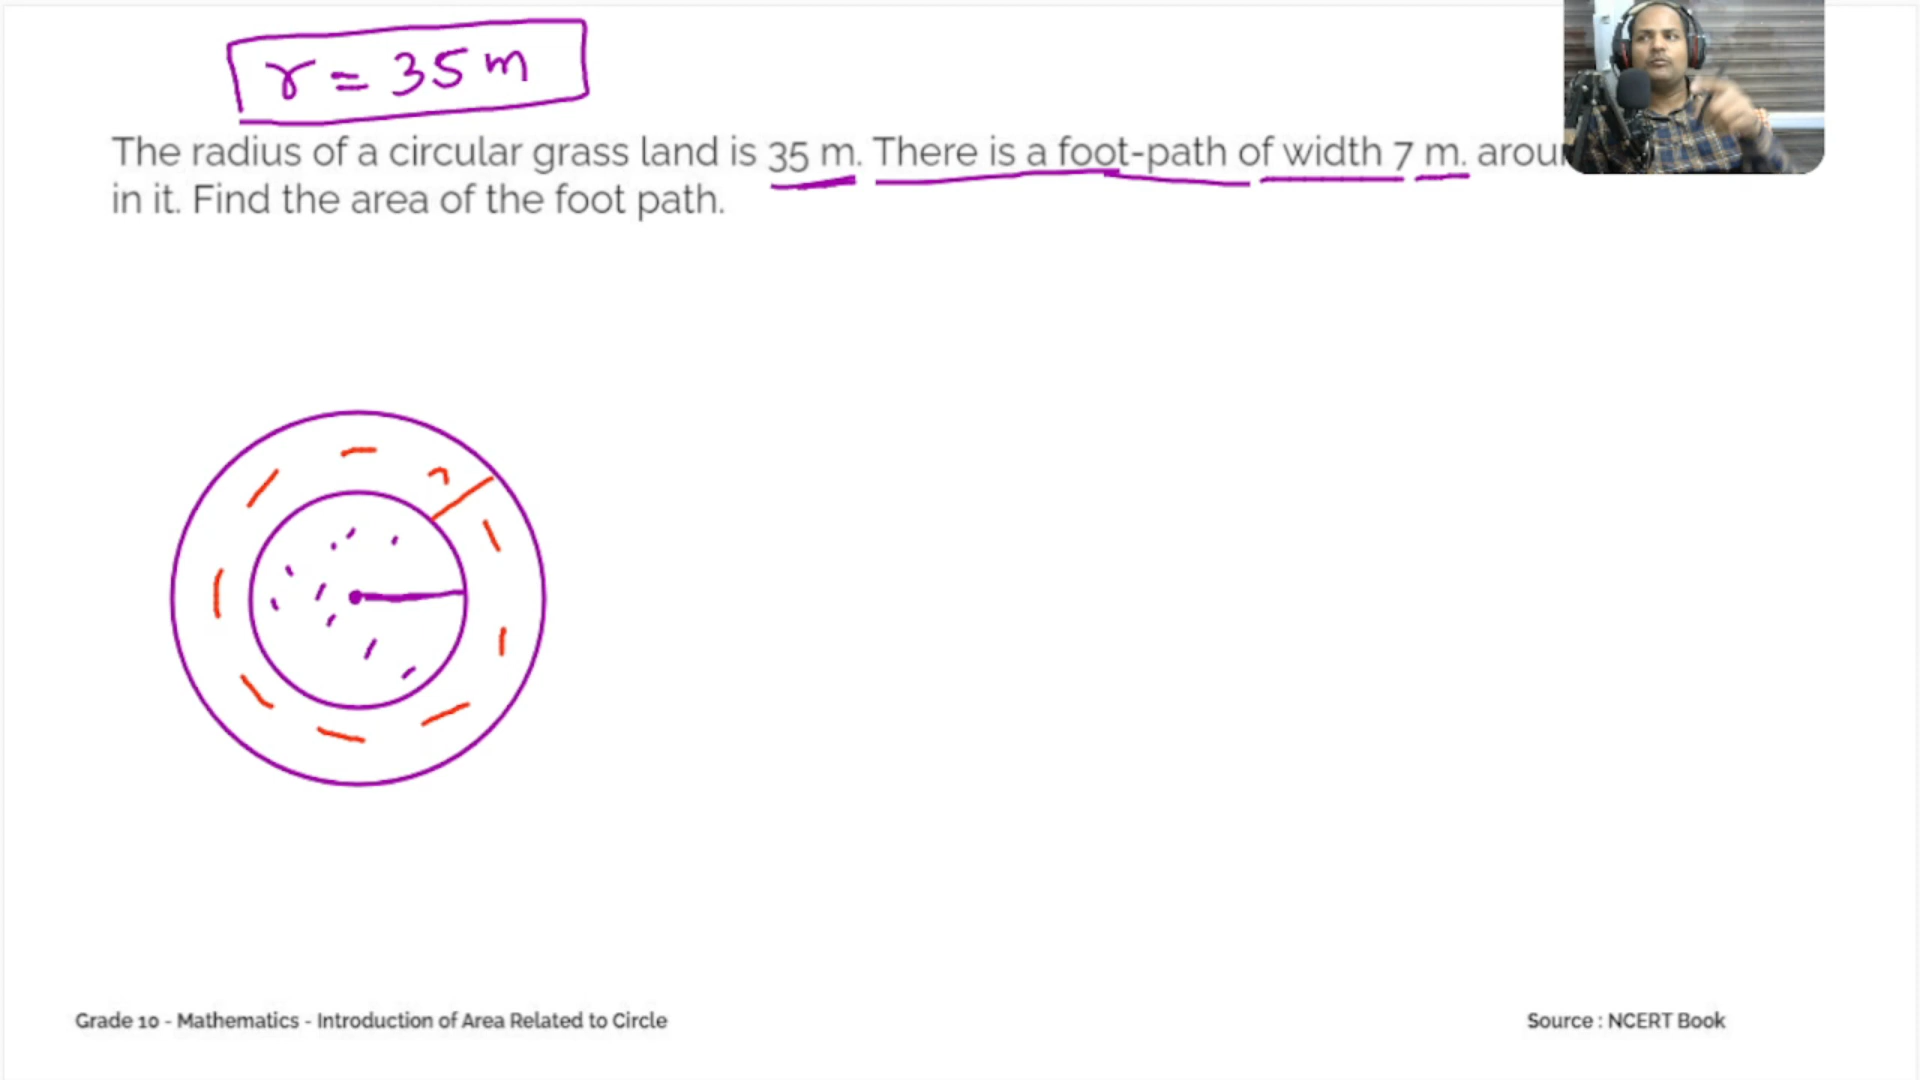 r = 35 m
The radius of a circular grass land is 35 m. There is a foot-path of width 7 m.
in it. Find the area of the foot path.
7
Grade 10 - Mathematics - Introduction of Area Related to Circle
Source : NCERT Book